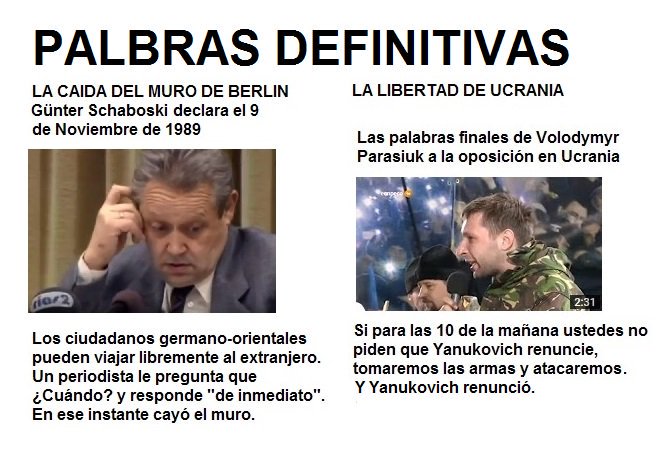 PALBRAS DEFINITIVAS
LA CAIDA DEL MURO DE BERLIN
Günter Schaboski declara el 9
de Noviembre de 1989
Los ciudadanos germano-orientales
pueden viajar libremente al extranjero.
Un periodista le pregunta que
¿Cuándo? y responde "de inmediato".
En ese instante cayó el muro.
LA LIBERTAD DE UCRANIA
Las palabras finales de Volodymyr
Parasiuk a la oposición en Ucrania
2:31
Si para las 10 de la mañana ustedes no
piden que Yanukovich renuncie,
tomaremos las armas y atacaremos.
Y Yanukovich renunció.